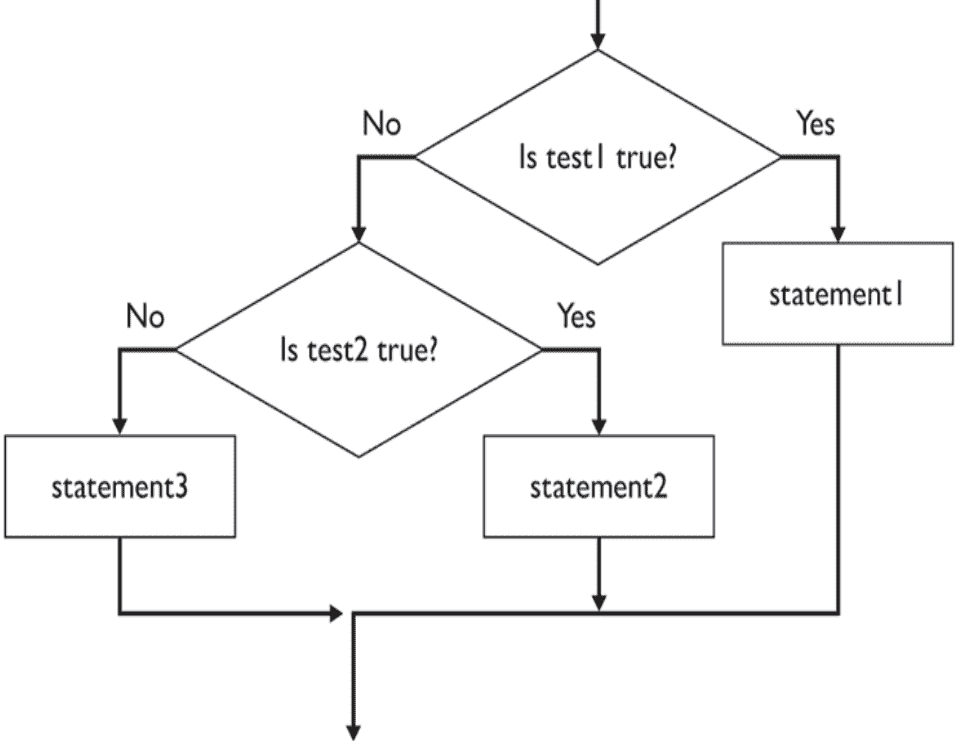 No
Yes
Is test1 true?
statement1
No
Yes
Is test2 true?
statement3
statement2